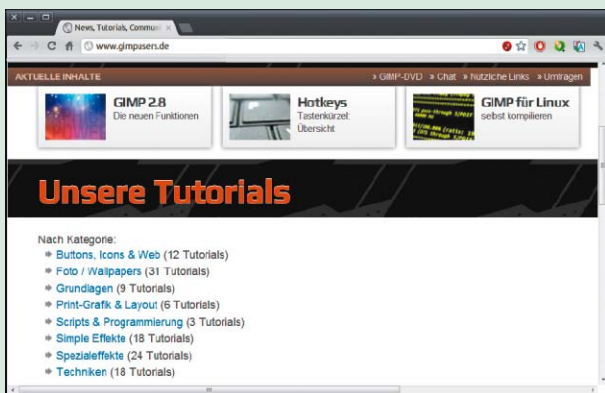 News, Tutorials, Commun
www.gimpusers.de
AKTUELLE INHALTE
» GIMP-DVD » Chat » Nützliche Links » Umfragen
GIMP 2.8
Die neuen Funktionen
Hotkeys
Tastenkürzel:
Übersicht
GIMP für Linux
selbst kompilieren
Unsere Tutorials
Nach Kategorie:
Buttons, Icons & Web (12 Tutorials)
Foto / Wallpapers (31 Tutorials)
Grundlagen (9 Tutorials)
Print-Grafik & Layout (6 Tutorials)
Scripts & Programmierung (3 Tutorials)
Simple Effekte (18 Tutorials)
Spezialeffekte (24 Tutorials)
Techniken (18 Tutorials)